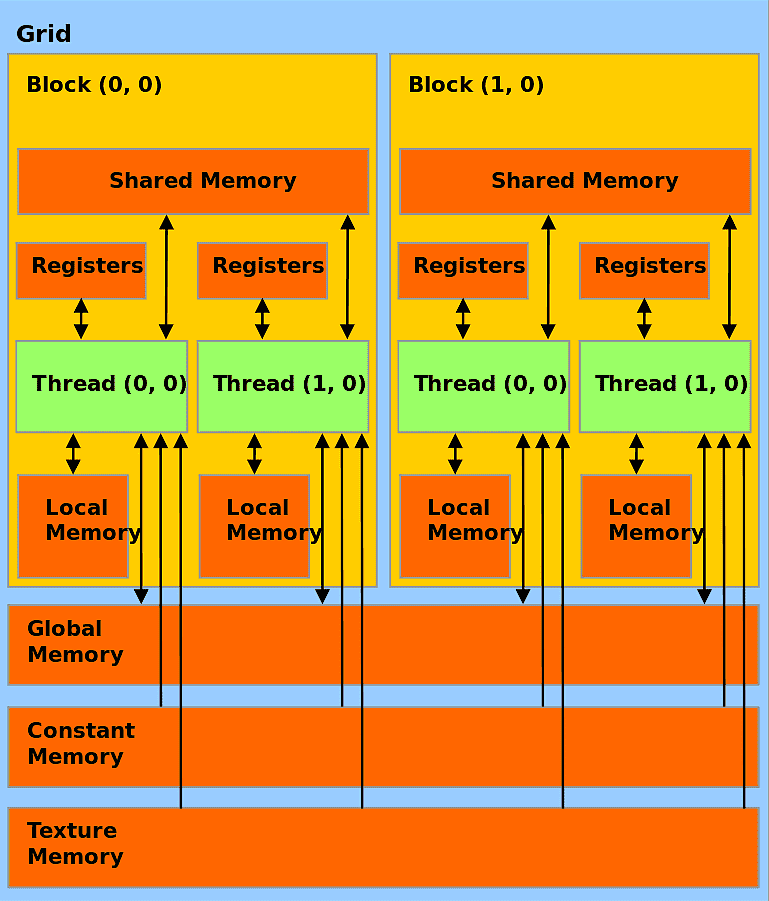 Grid
Block (0, 0)
Shared Memory
Registers
Registers
Thread (0, 0)
Thread (1, 0)
Local
Memory
Local
Memory
Block (1, 0)
Shared Memory
Registers
Registers
Thread (0, 0)
Thread (1, 0)
Local
Memory
Local
Memory
Global
Memory
Constant
Memory
Texture
Memory